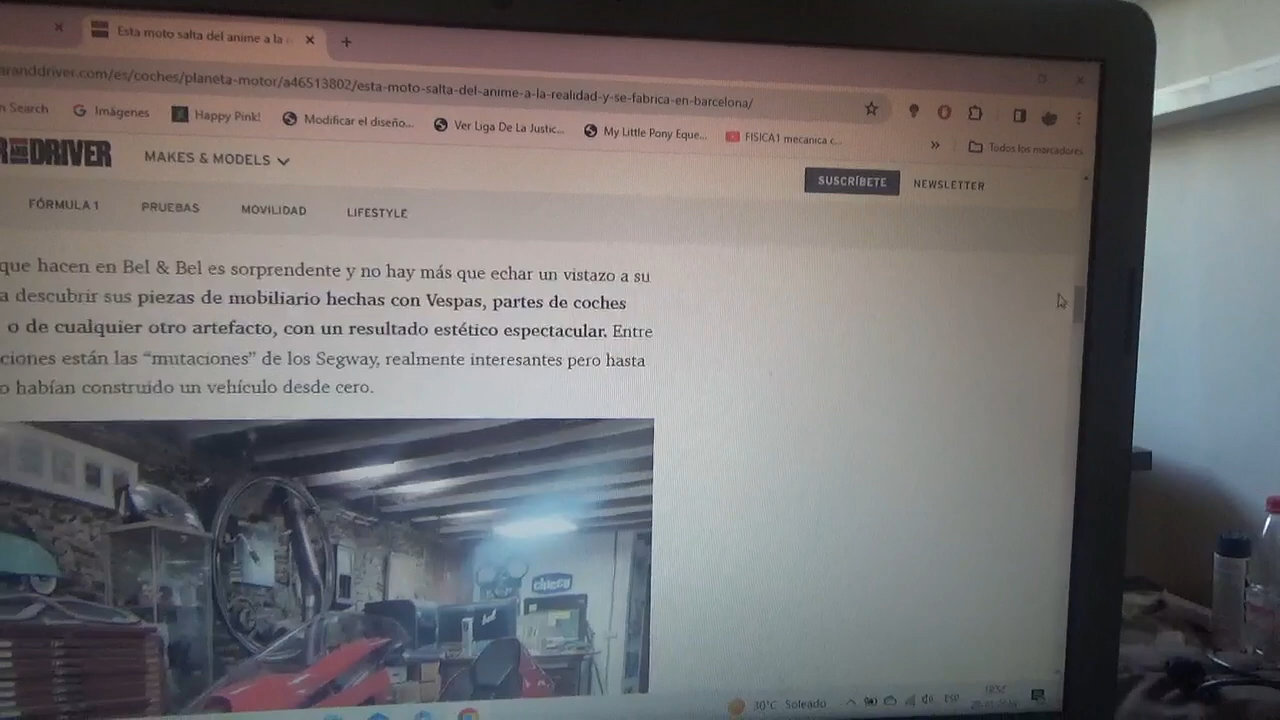 Esta moto salta del anime a la
aranddriver.com/es/coches/planeta-motor/a46513802/esta-moto-salta-del-anime-a-la-realidad-y-se-fabrica-en-barcelona/
n Search Imágenes Happy Pink! Modificar el diseño... Ver Liga De La Justic... My Little Pony Eque... FISICA1 mecanica c...
» Todos los marcadores
R AND DRIVER MAKES & MODELS
SUSCRÍBETE NEWSLETTER
FÓRMULA 1 PRUEBAS MOVILIDAD LIFESTYLE
que hacen en Bel & Bel es sorprendente y no hay más que echar un vistazo a su
a descubrir sus piezas de mobiliario hechas con Vespas, partes de coches
o de cualquier otro artefacto, con un resultado estético espectacular. Entre
ciones están las “mutaciones” de los Segway, realmente interesantes pero hasta
o habían construido un vehículo desde cero.
30°C Soleado ESP